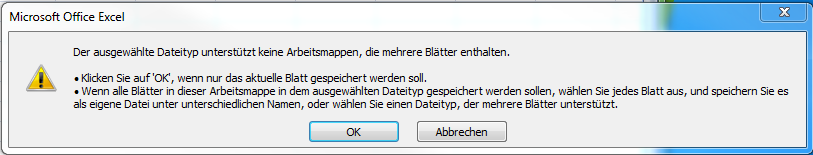 Microsoft Office Excel
Der ausgewählte Dateityp unterstützt keine Arbeitsmappen, die mehrere Blätter enthalten.
• Klicken Sie auf 'OK', wenn nur das aktuelle Blatt gespeichert werden soll.
• Wenn alle Blätter in dieser Arbeitsmappe in dem ausgewählten Dateityp gespeichert werden sollen, wählen Sie jedes Blatt aus, und speichern Sie es
als eigene Datei unter unterschiedlichen Namen, oder wählen Sie einen Dateityp, der mehrere Blätter unterstützt.
OK
Abbrechen